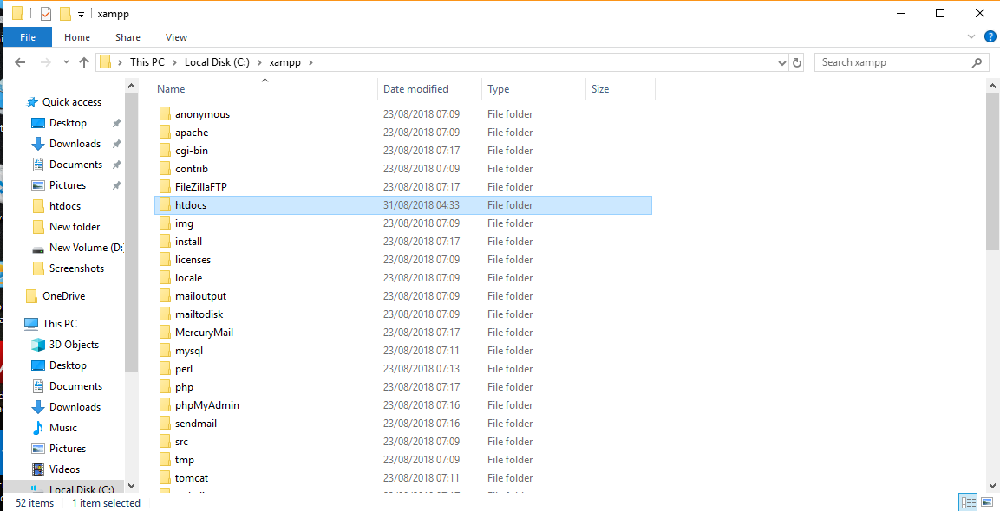 xampp
File Home Share View
This PC Local Disk (C:) xampp
Search xampp
Name Date modified Type Size
Quick access
Desktop
Downloads
Documents
Pictures
htdocs
New folder
New Volume (D:)
Screenshots
OneDrive
This PC
3D Objects
Desktop
Documents
Downloads
Music
Pictures
Videos
Local Disk (C:)
anonymous 23/08/2018 07:09 File folder
apache 23/08/2018 07:09 File folder
cgi-bin 23/08/2018 07:17 File folder
contrib 23/08/2018 07:09 File folder
FileZillaFTP 23/08/2018 07:17 File folder
htdocs 31/08/2018 04:33 File folder
img 23/08/2018 07:09 File folder
install 23/08/2018 07:17 File folder
licenses 23/08/2018 07:09 File folder
locale 23/08/2018 07:09 File folder
mailoutput 23/08/2018 07:09 File folder
mailtodisk 23/08/2018 07:09 File folder
MercuryMail 23/08/2018 07:17 File folder
mysql 23/08/2018 07:11 File folder
perl 23/08/2018 07:13 File folder
php 23/08/2018 07:17 File folder
phpMyAdmin 23/08/2018 07:16 File folder
sendmail 23/08/2018 07:16 File folder
src 23/08/2018 07:09 File folder
tmp 23/08/2018 07:09 File folder
tomcat 23/08/2018 07:11 File folder
52 items 1 item selected